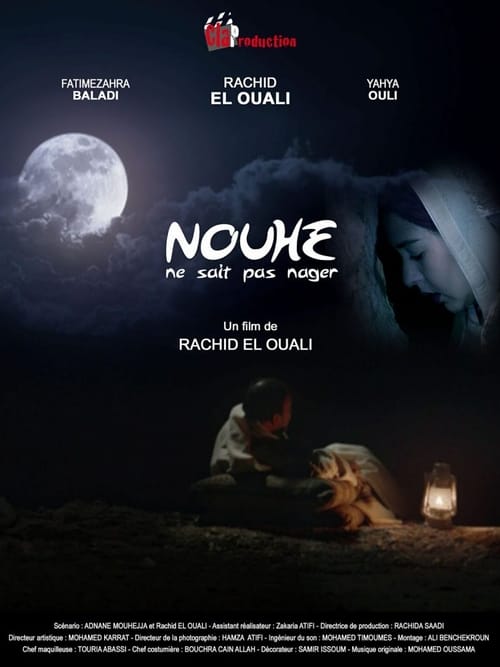 Clap Production
FATIMEZAHRA
BALADI
RACHID
EL OUALI
YAHYA
OULI
NOUHE
ne sait pas nager
Un film de
RACHID EL OUALI
Scénario : ADNANE MOUHEJJA et Rachid EL OUALI - Assistant réalisateur : Zakaria ATIFI - Directrice de production : RACHIDA SAADI
Directeur artistique : MOHAMED KARRAT - Directeur de la photographie : HAMZA ATIFI - Ingénieur du son : MOHAMED TIMOUMES - Montage : ALI BENCHEKROUN
Chef maquilleuse : TOURIA ABASSI - Chef costumière : BOUCHRA CAIN ALLAH - Décorateur : SAMIR ISSOUM - Musique originale : MOHAMED OUSSAMA